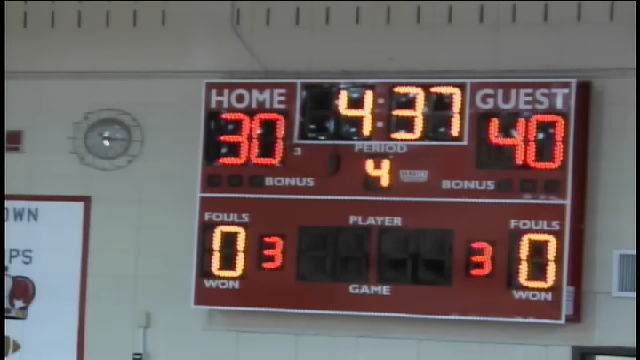 HOME 4:37 GUEST
30 40
PERIOD
3 4
BONUS BONUS
FOULS PLAYER FOULS
0 3 3 0
WON GAME WON
OWN
PS